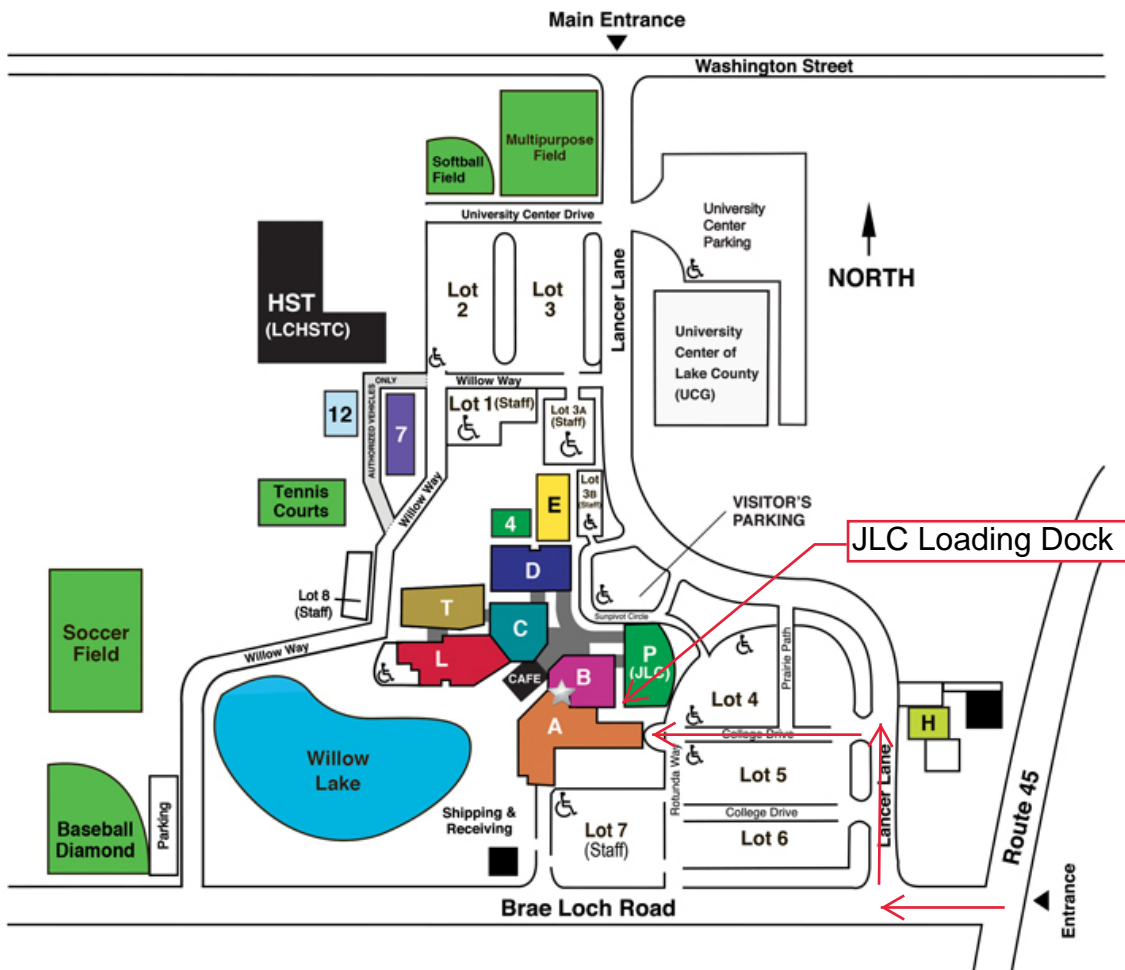 Main Entrance
Washington Street
Multipurpose
Field
Softball
Field
University Center Drive
University
Center
Parking
NORTH
HST
(LCHSTC)
Lot
2
Lot
3
Lancer Lane
University
Center of
Lake County
(UCG)
ONLY
Willow Way
AUTHORIZED VEHICLES
12
7
Lot 1 (Staff)
Lot 3A
(Staff)
Lot
3B
(Staff)
Tennis
Courts
Willow Way
E
4
VISITOR'S
PARKING
JLC Loading Dock
D
Lot 8
(Staff)
T
C
Sunpivot Circle
Soccer
Field
Willow Way
L
CAFE
B
P
(JLC)
Prairie Path
Lot 4
A
College Drive
H
Willow
Lake
Rotunda Way
Lot 5
Lancer Lane
Route 45
Baseball
Diamond
Parking
Shipping &
Receiving
Lot 7
(Staff)
College Drive
Lot 6
Brae Loch Road
Entrance